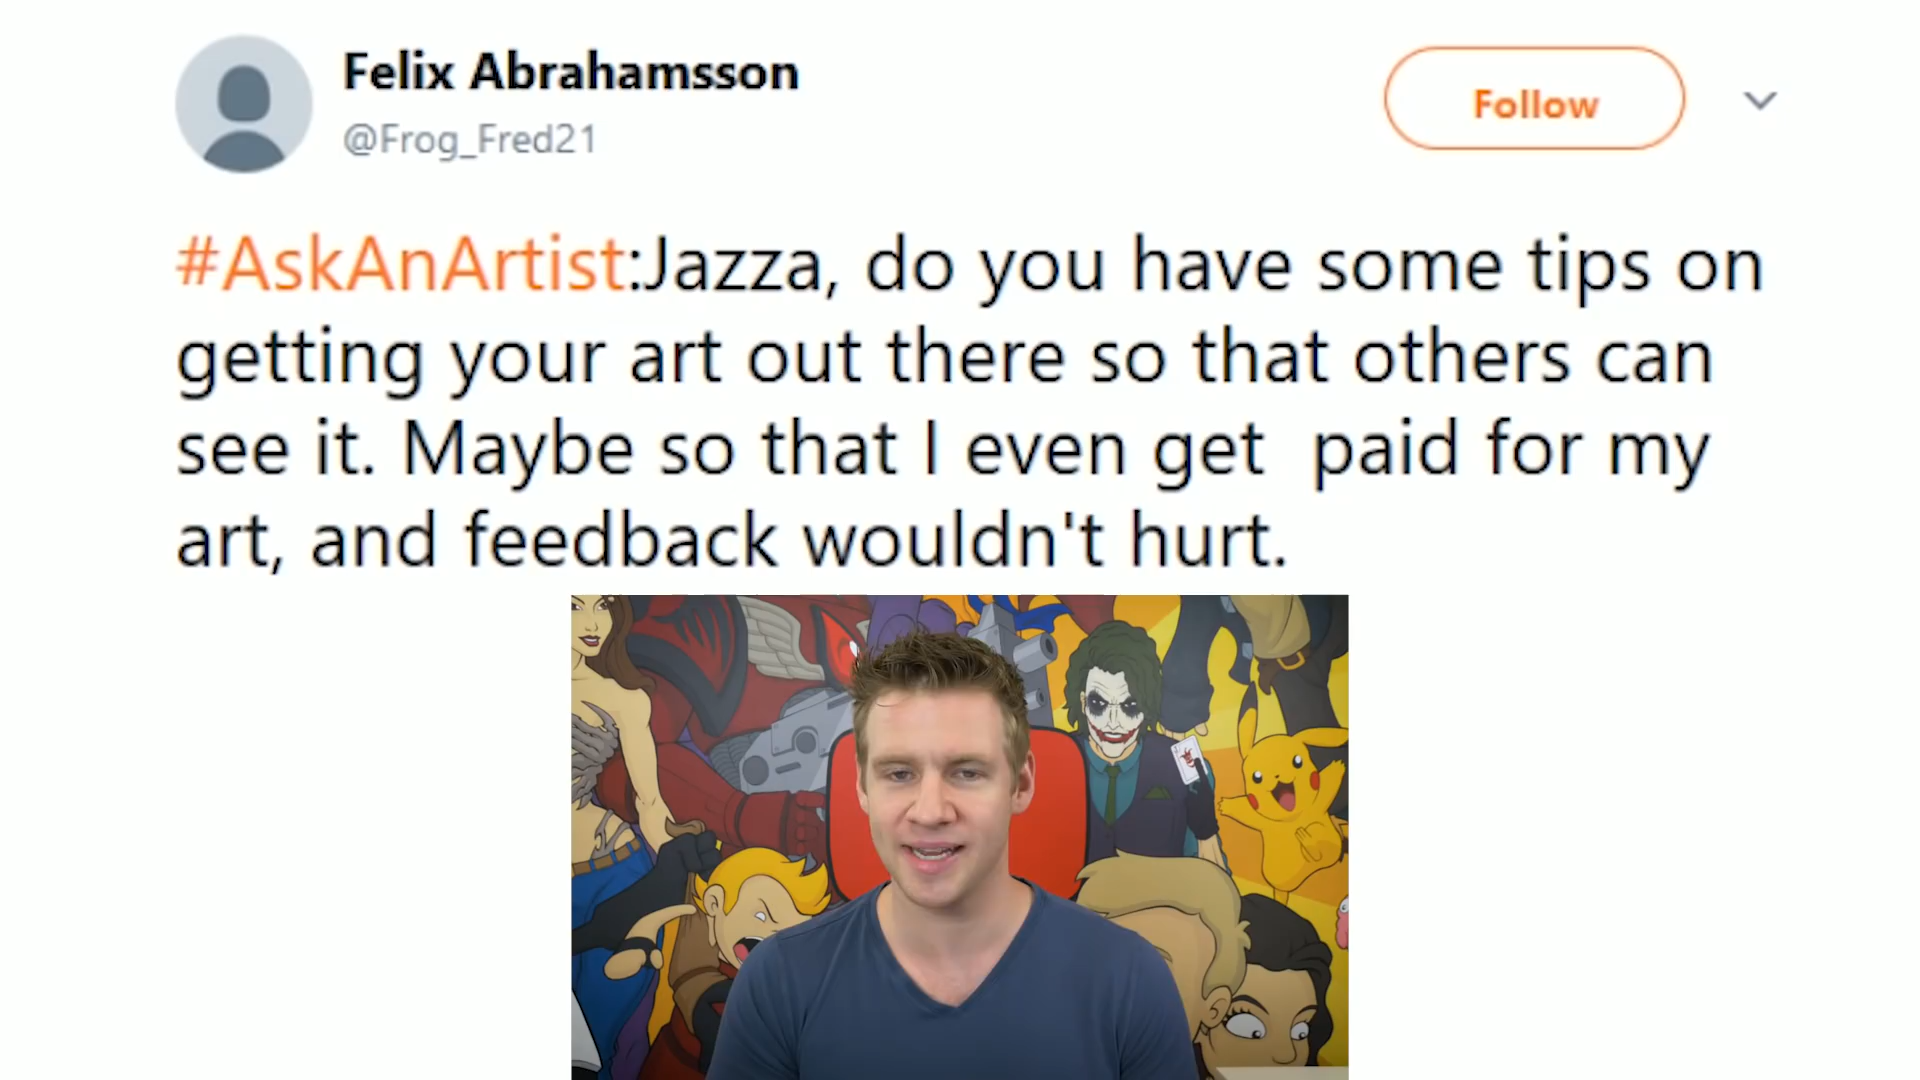 Felix Abrahamsson
@Frog_Fred21
Follow
#AskAnArtist:Jazza, do you have some tips on
getting your art out there so that others can
see it. Maybe so that I even get  paid for my
art, and feedback wouldn't hurt.